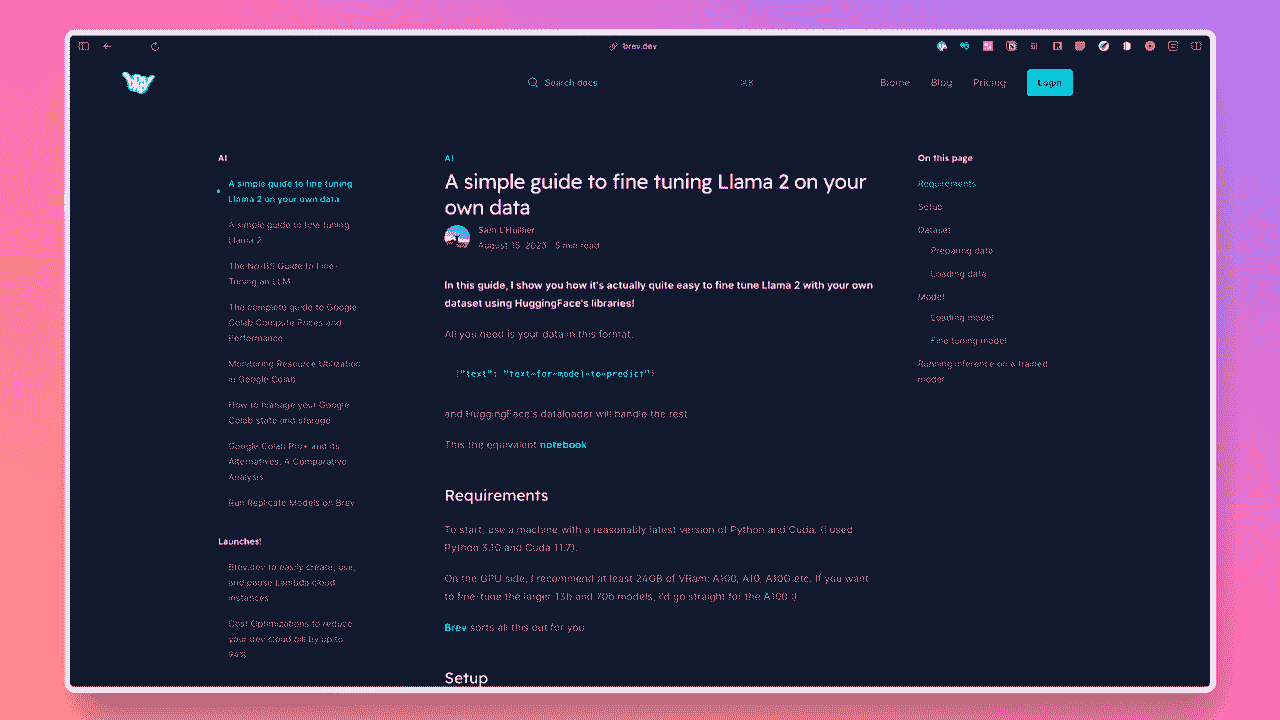 brev.dev
Search docs
⌘K
Biome
Blog
Pricing
Login
AI
A simple guide to fine tuning
Llama 2 on your own data
A simple guide to fine tuning
Llama 2
The No-BS Guide to Fine-
Tuning an LLM
The complete guide to Google
Colab Compute Prices and
Performance
Monitoring Resource Utilization
in Google Colab
How to manage your Google
Colab state and storage
Google Colab Pro+ and its
Alternatives: A Comparative
Analysis
Run Replicate Models on Brev
Launches!
Brev.dev to easily create, use,
and pause Lambda cloud
instances
Cost Optimizations to reduce
your dev cloud bill by up to
94%
AI
A simple guide to fine tuning Llama 2 on your
own data
Sam L'Huillier
August 15, 2023 · 5 min read
In this guide, I show you how it's actually quite easy to fine tune Llama 2 with your own
dataset using HuggingFace's libraries!
All you need is your data in this format:
{"text": "text-for-model-to-predict"}
and HuggingFace's dataloader will handle the rest
This the equivalent notebook
Requirements
To start, use a machine with a reasonably latest version of Python and Cuda. (I used
Python 3.10 and Cuda 11.7).
On the GPU side, I recommend at least 24GB of VRam: A100, A10, A10G etc. If you want
to fine-tune the larger 13b and 70b models, I'd go straight for the A100 :)
Brev sorts all this out for you
Setup
On this page
Requirements
Setup
Dataset
Preparing data
Loading data
Model
Loading model
Fine tuning model
Running inference on a trained
model